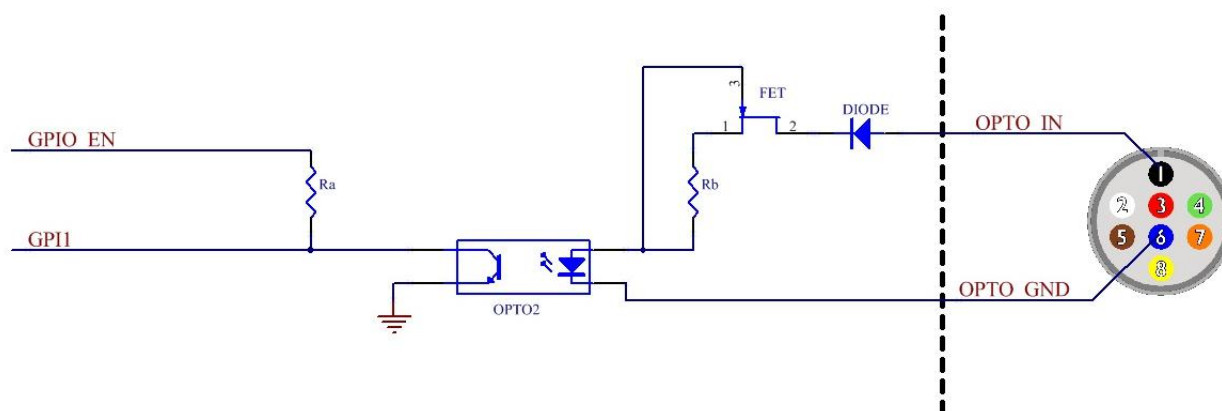 3
FET
DIODE
OPTO_IN
1
2
GPIO_EN
Ra
Rb
1
2
3
4
GPI1
5
6
7
8
OPTO_GND
OPTO2